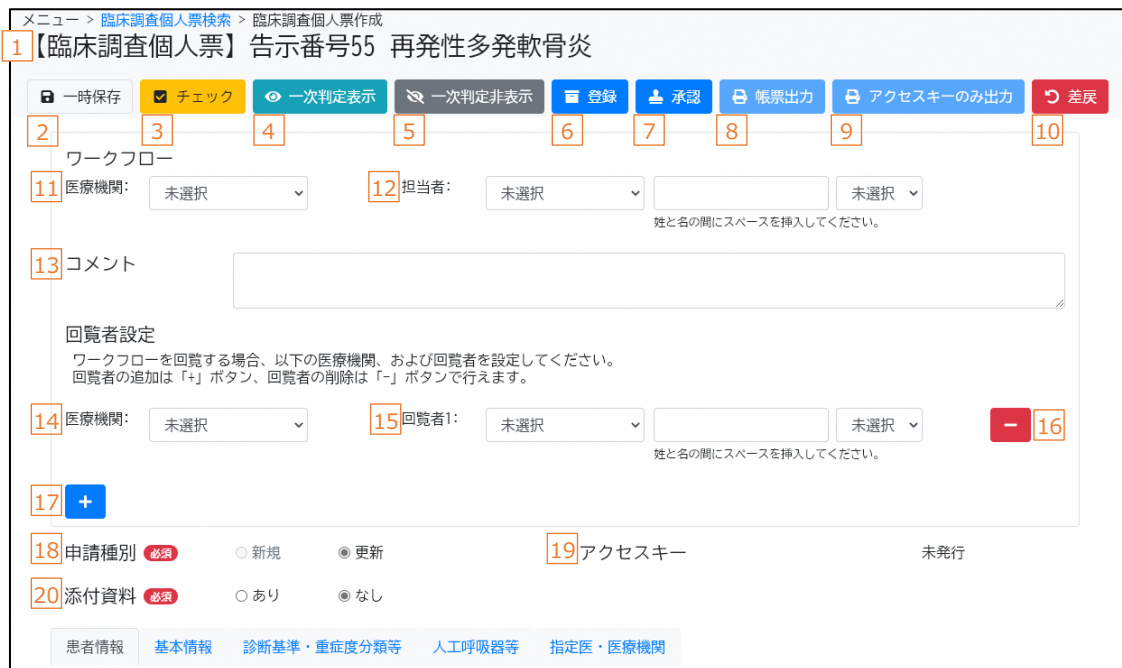 メニュー > 臨床調査個人票検索 > 臨床調査個人票作成
1 【臨床調査個人票】告示番号55 再発性多発軟骨炎
一時保存 チェック 一次判定表示 一次判定非表示 登録 承認 帳票出力 アクセスキーのみ出力 差戻
2 3 4 5 6 7 8 9 10
ワークフロー
11 医療機関: 未選択 12 担当者: 未選択 未選択
姓と名の間にスペースを挿入してください。
13 コメント
回覧者設定
ワークフローを回覧する場合、以下の医療機関、および回覧者を設定してください。
回覧者の追加は「+」ボタン、回覧者の削除は「-」ボタンで行えます。
14 医療機関: 未選択 15 回覧者1: 未選択 未選択 - 16
姓と名の間にスペースを挿入してください。
17 +
18 申請種別 必須 新規 更新 19 アクセスキー 未発行
20 添付資料 必須 あり なし
患者情報 基本情報 診断基準・重症度分類等 人工呼吸器等 指定医・医療機関